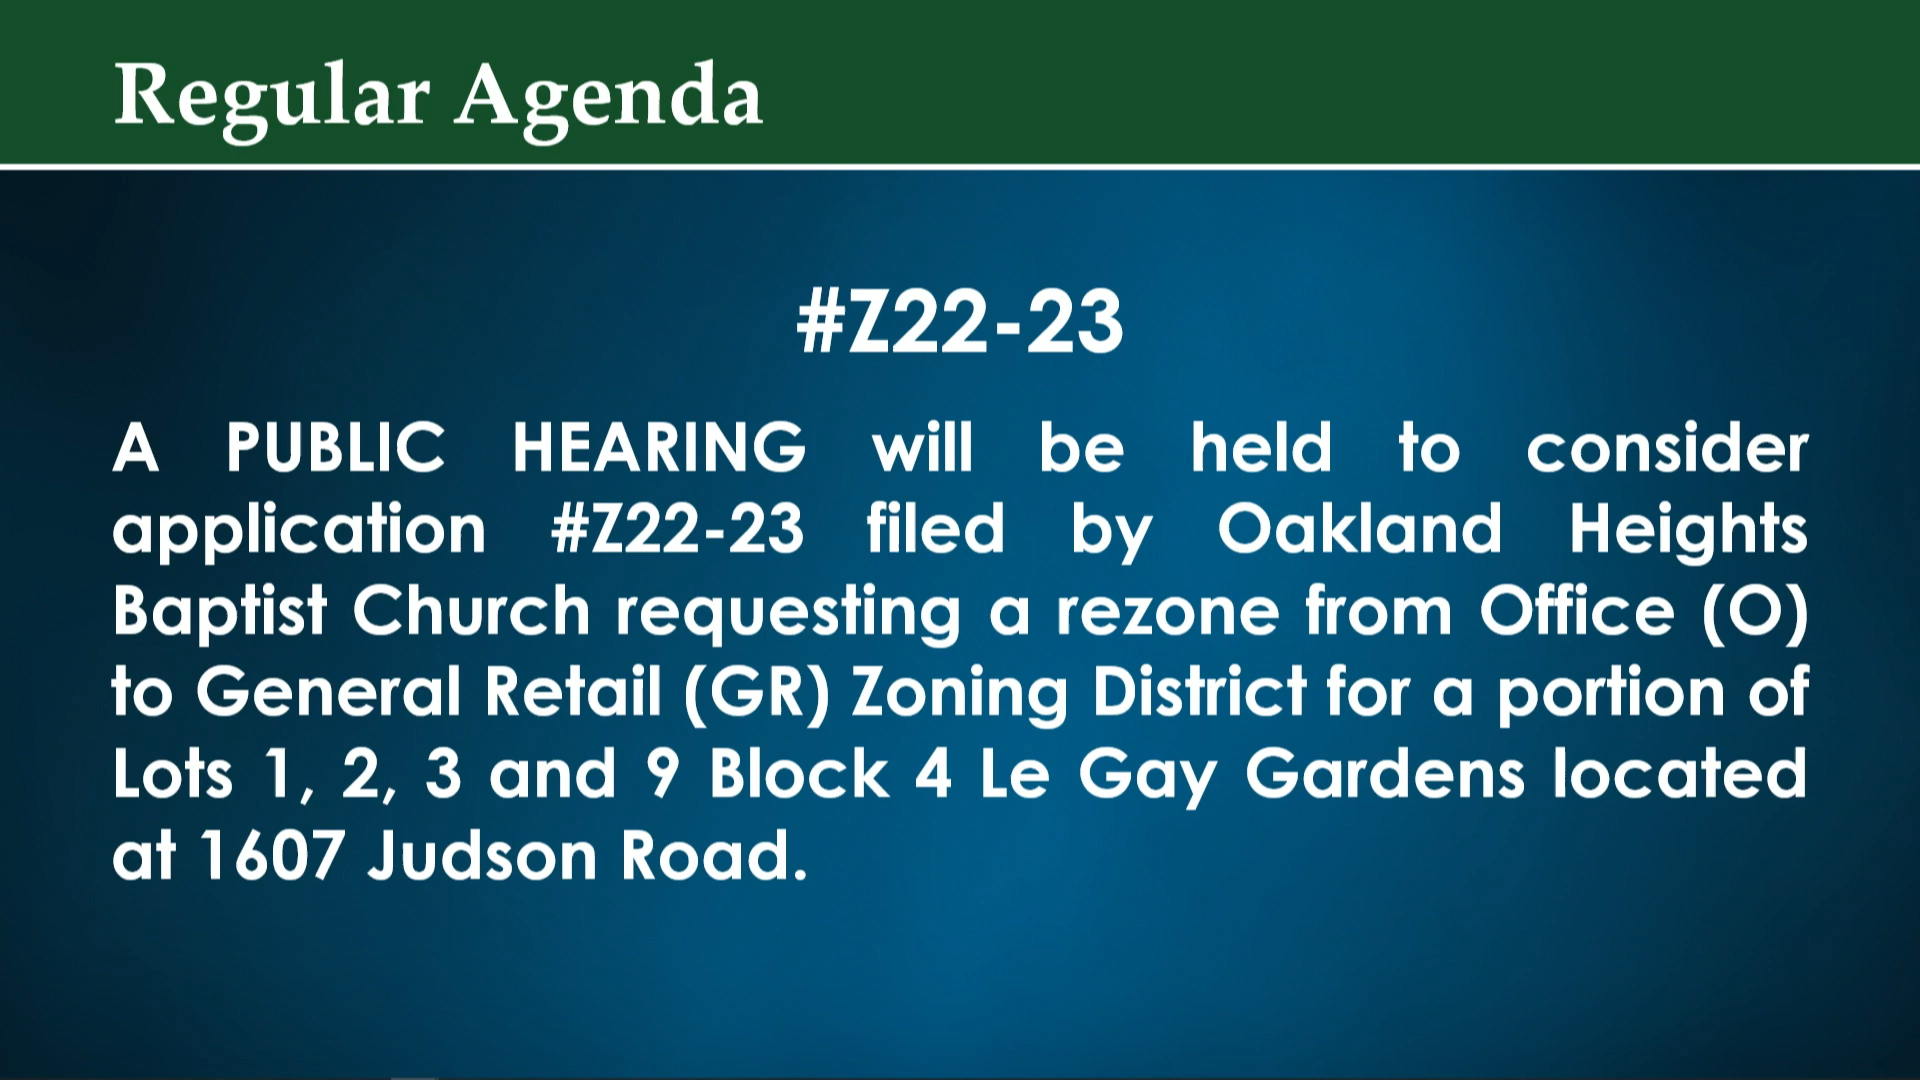 Regular Agenda
#Z22-23
A PUBLIC HEARING will be held to consider
application #Z22-23 filed by Oakland Heights
Baptist Church requesting a rezone from Office (O)
to General Retail (GR) Zoning District for a portion of
Lots 1, 2, 3 and 9 Block 4 Le Gay Gardens located
at 1607 Judson Road.